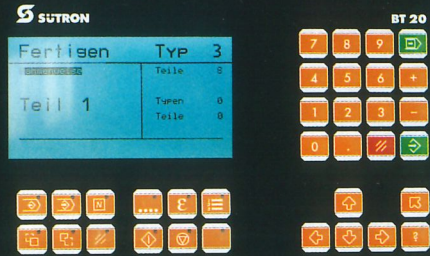 SÜTRON
BT 20
Fertigen Typ 3
Teile 8
Teil 1
Typen 0
Teile 0
7 8 9
4 5 6 +
1 2 3 -
0 .
N
ε